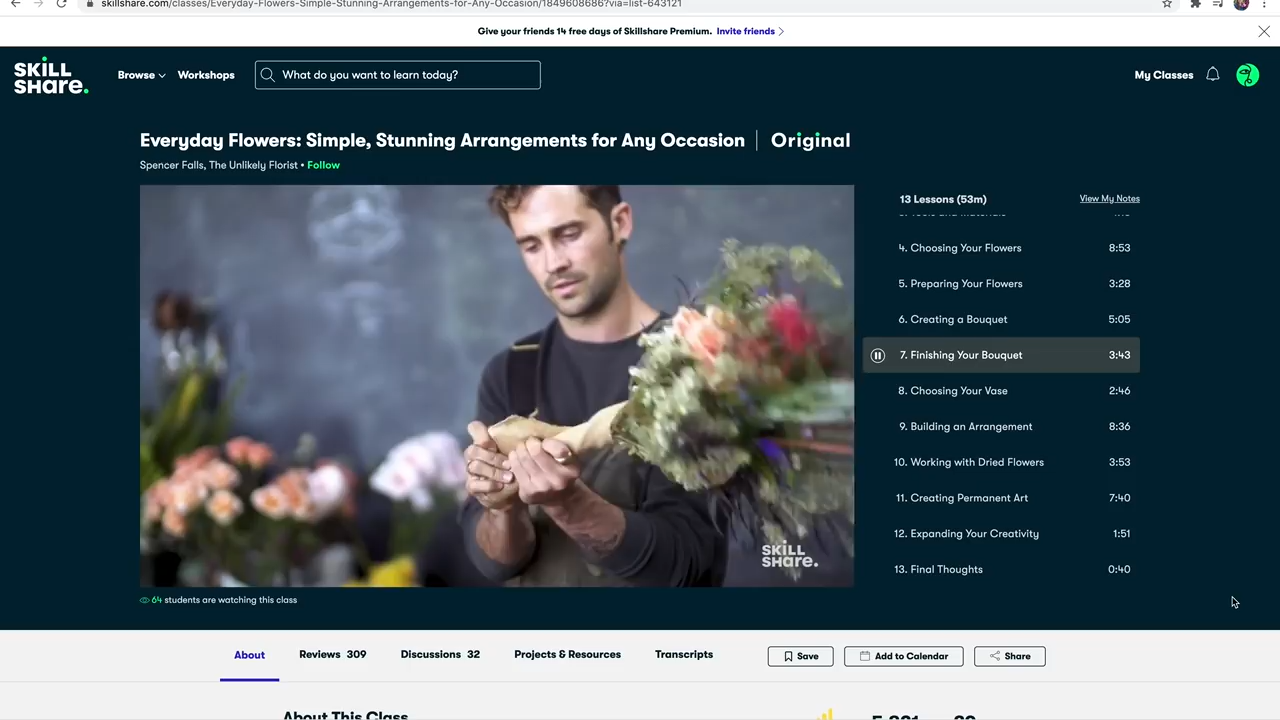 skillshare.com/classes/Everyday-Flowers-Simple-Stunning-Arrangements-for-Any-Occasion/1849608686?via=list-643121
Give your friends 14 free days of Skillshare Premium. Invite friends
SKILL SHARE.
Browse
Workshops
What do you want to learn today?
My Classes
Everyday Flowers: Simple, Stunning Arrangements for Any Occasion | Original
Spencer Falls, The Unlikely Florist • Follow
13 Lessons (53m)
View My Notes
4. Choosing Your Flowers 8:53
5. Preparing Your Flowers 3:28
6. Creating a Bouquet 5:05
7. Finishing Your Bouquet 3:43
8. Choosing Your Vase 2:46
9. Building an Arrangement 8:36
10. Working with Dried Flowers 3:53
11. Creating Permanent Art 7:40
12. Expanding Your Creativity 1:51
13. Final Thoughts 0:40
SKILL SHARE.
64 students are watching this class
About
Reviews 309
Discussions 32
Projects & Resources
Transcripts
Save
Add to Calendar
Share
About This Class